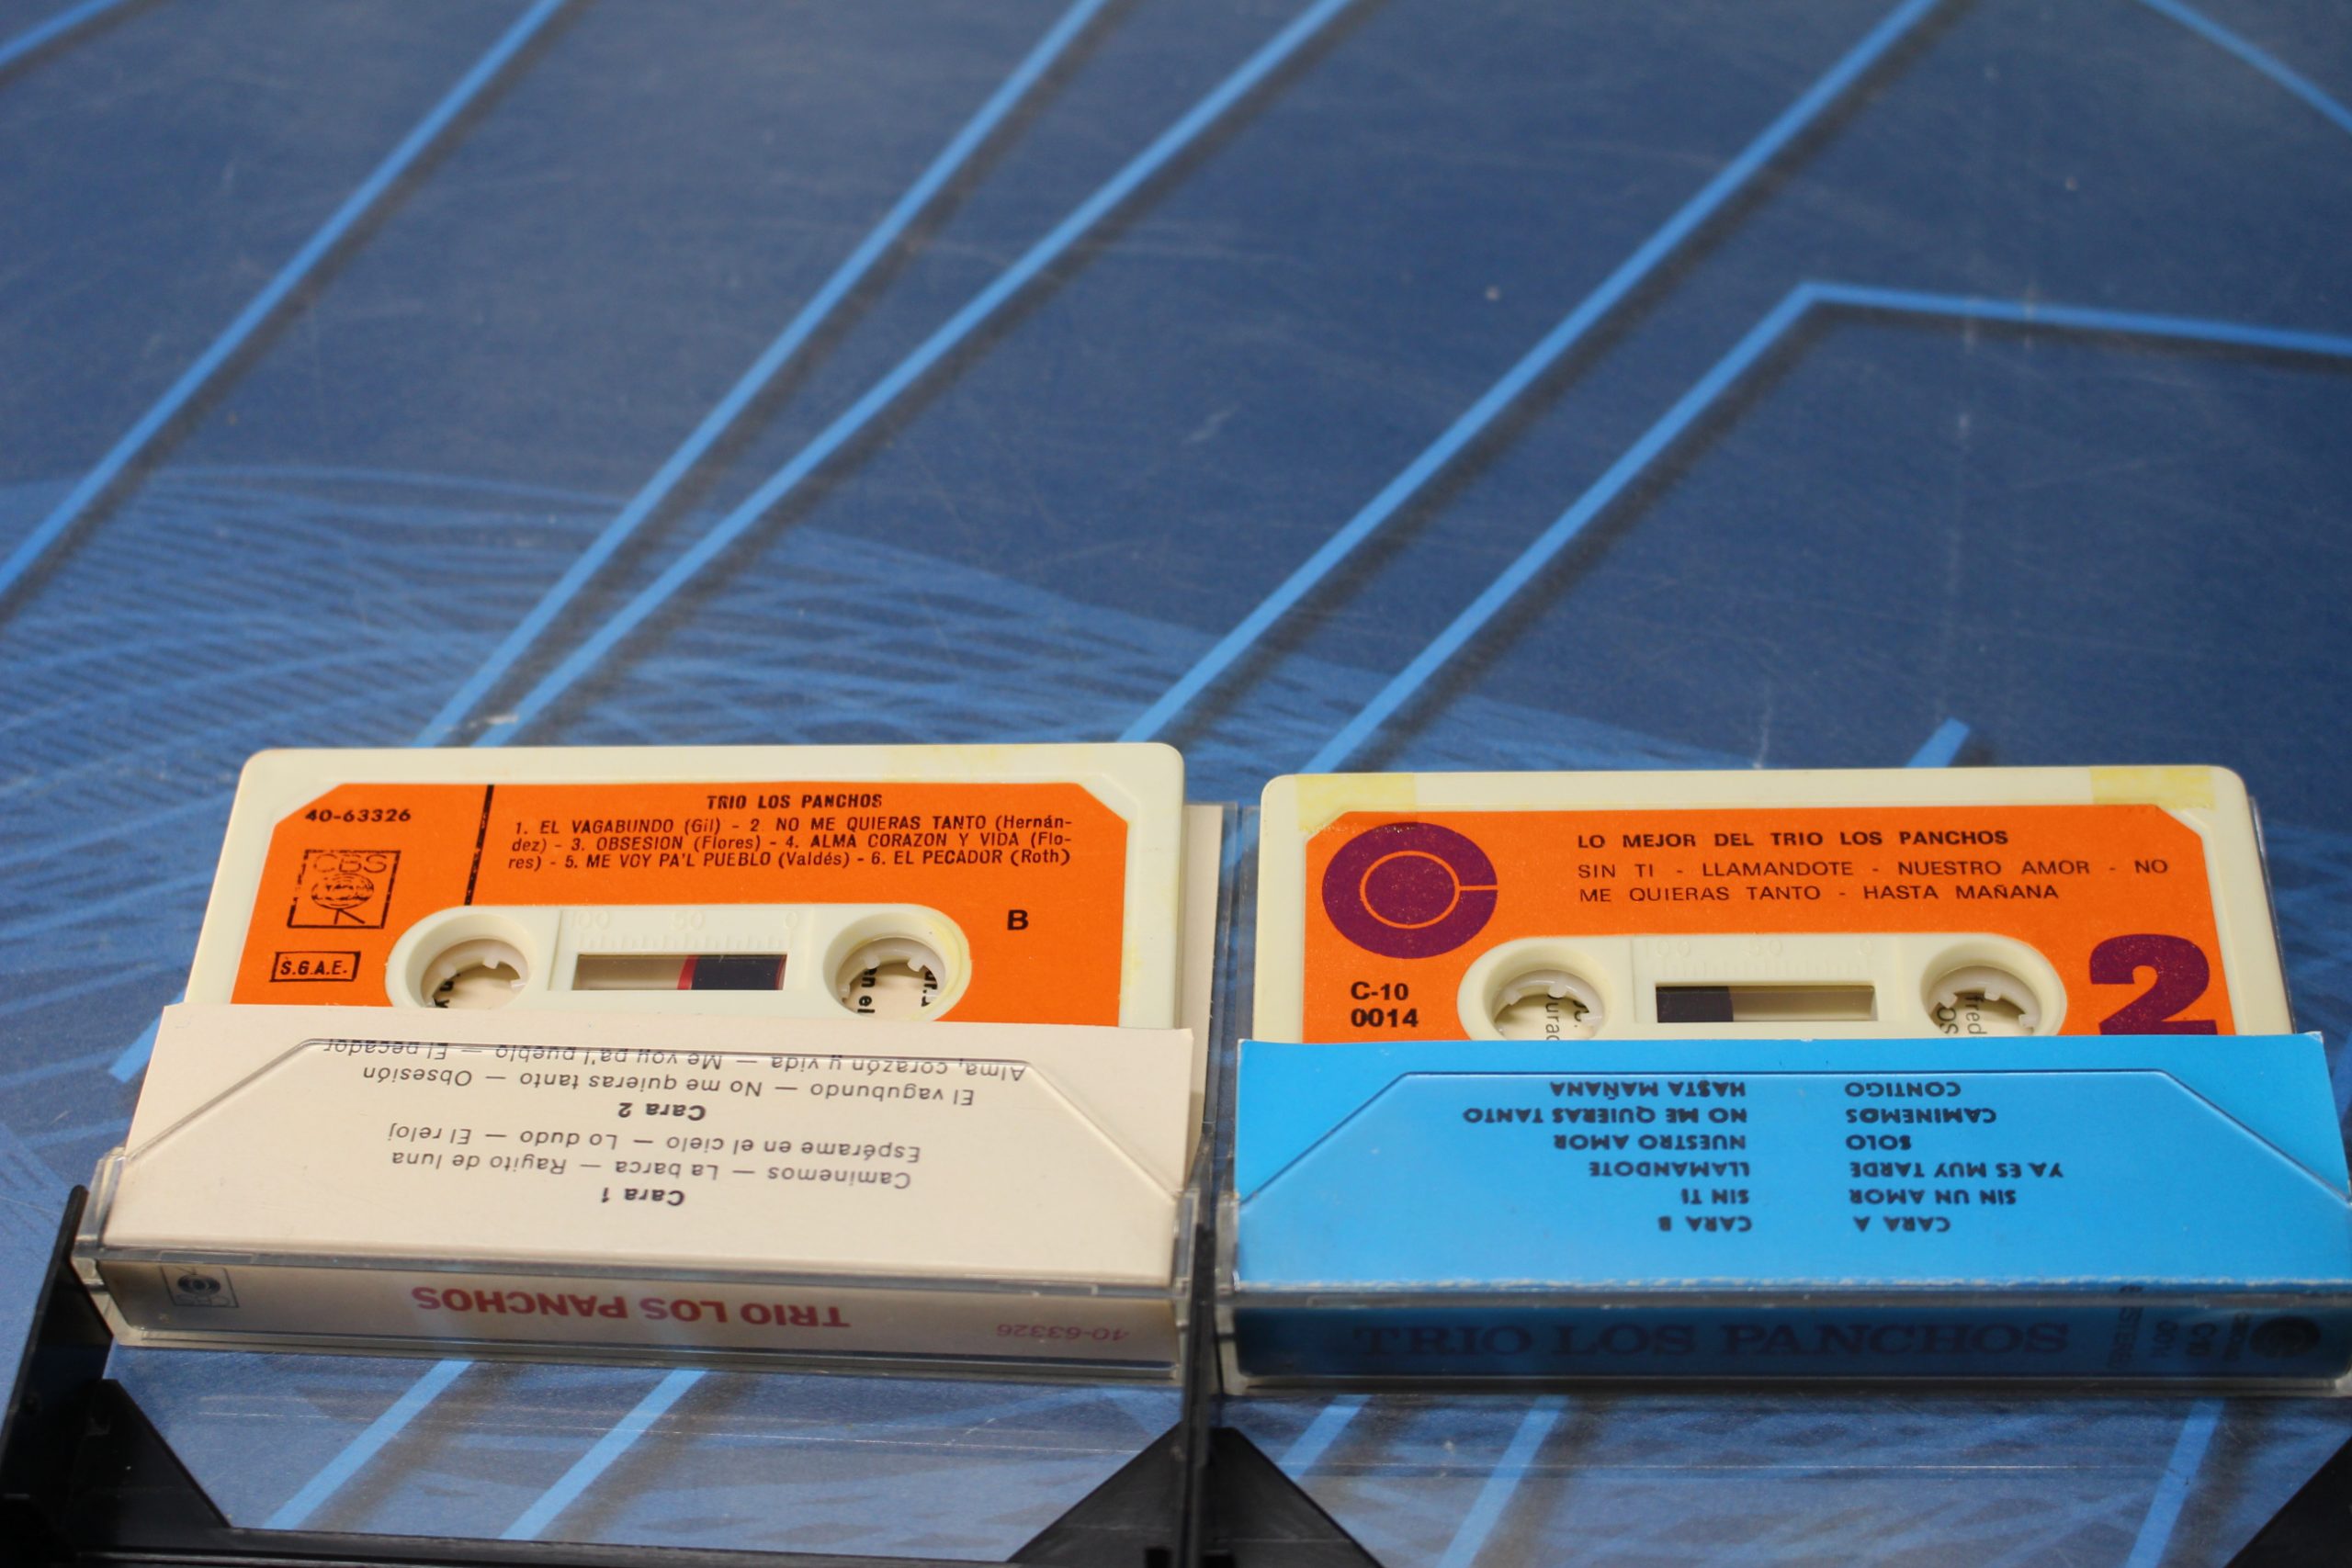 40-63326
CBS
S.G.A.E.
TRIO LOS PANCHOS
1. EL VAGABUNDO (Gil) - 2 NO ME QUIERAS TANTO (Hernán-
dez) - 3. OBSESION (Flores) - 4. ALMA CORAZON Y VIDA (Flo-
res) - 5. ME VOY PA'L PUEBLO (Valdés) - 6. EL PECADOR (Roth)
B
100 50 0
Cara 1
Caminemos — La barca — Rayito de luna
Espérame en el cielo — Lo dudo — El reloj
Cara 2
El vagubundo — No me quieras tanto — Obsesión
Alma, corazón y vida — Me voy pa'l pueblo — El pecador
40-63326
TRIO LOS PANCHOS
LO MEJOR DEL TRIO LOS PANCHOS
SIN TI - LLAMANDOTE - NUESTRO AMOR - NO
ME QUIERAS TANTO - HASTA MAÑANA
C-10
0014
2
CARA A
SIN UN AMOR
YA ES MUY TARDE
SOLO
CAMINEMOS
CONTIGO
CARA B
SIN TI
LLAMANDOTE
NUESTRO AMOR
NO ME QUIERAS TANTO
HASTA MAÑANA
TRIO LOS PANCHOS